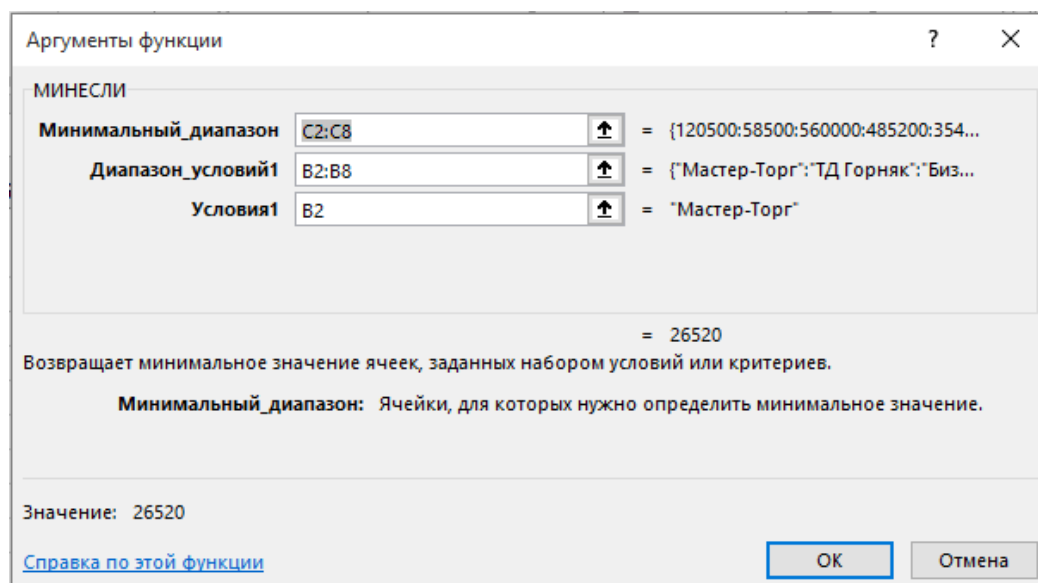 Аргументы функции ? ×
МИНЕСЛИ
Минимальный_диапазон C2:C8 = {120500:58500:560000:485200:354...
Диапазон_условий1 B2:B8 = {"Мастер-Торг":"ТД Горняк":"Биз...
Условия1 B2 = "Мастер-Торг"
= 26520
Возвращает минимальное значение ячеек, заданных набором условий или критериев.
Минимальный_диапазон: Ячейки, для которых нужно определить минимальное значение.
Значение: 26520
Справка по этой функции ОК Отмена